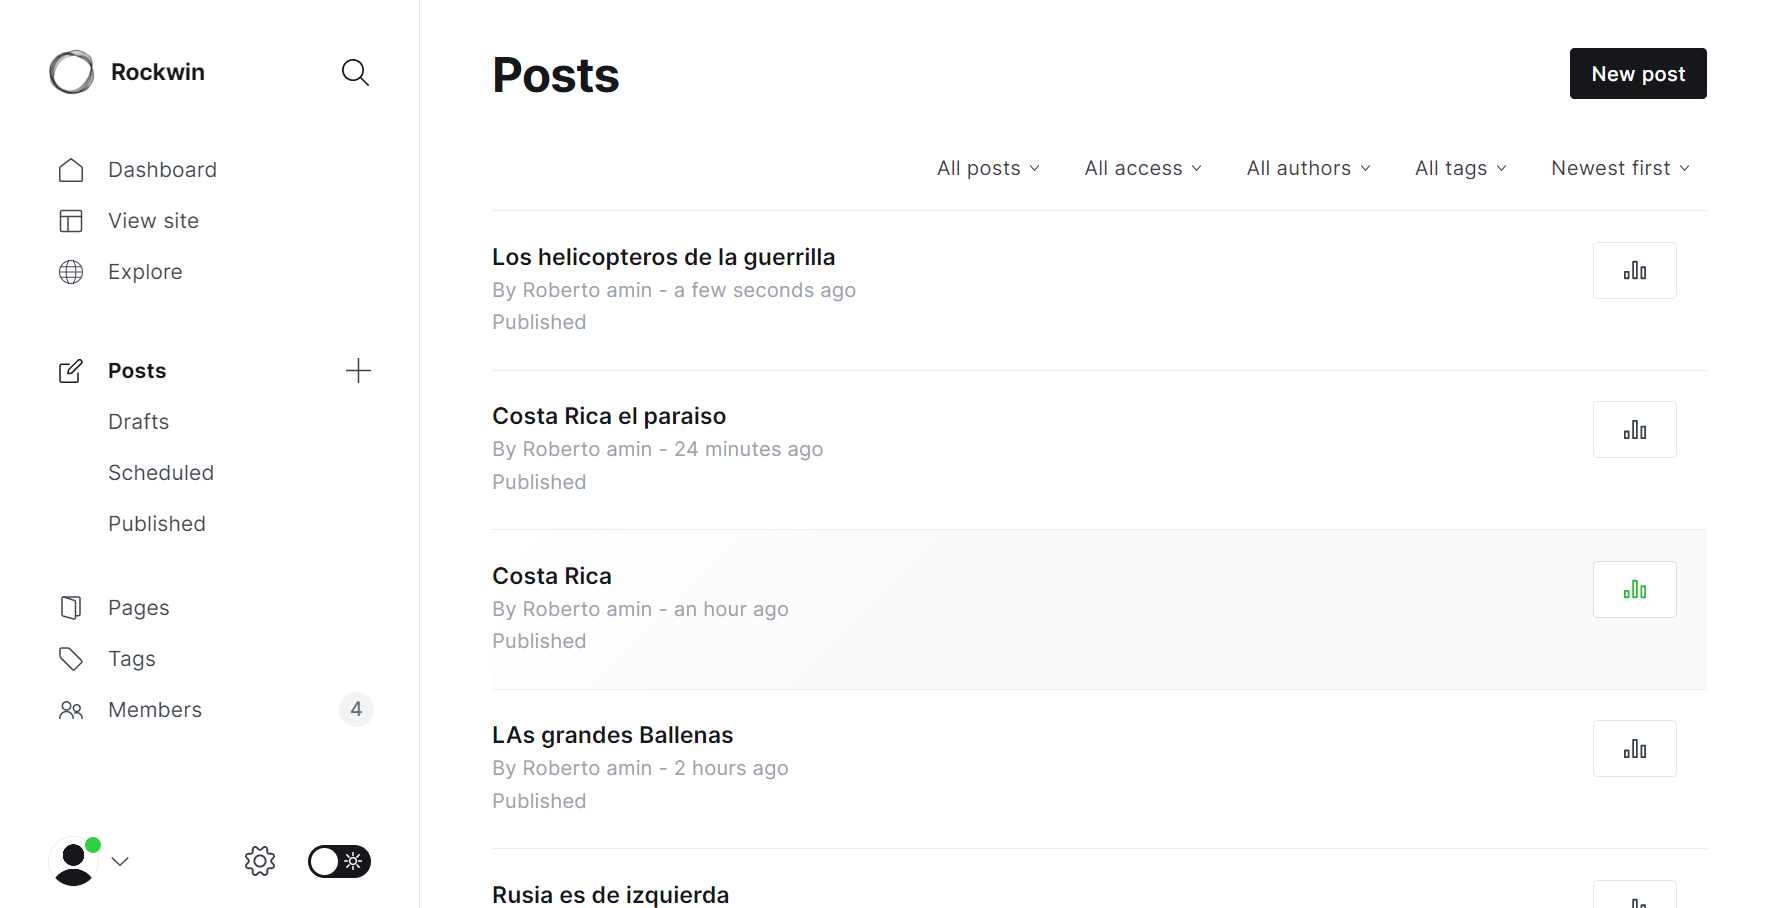 Rockwin
Dashboard
View site
Explore
Posts
Drafts
Scheduled
Published
Pages
Tags
Members 4
Posts
New post
All posts All access All authors All tags Newest first
Los helicopteros de la guerrilla
By Roberto amin - a few seconds ago
Published
Costa Rica el paraiso
By Roberto amin - 24 minutes ago
Published
Costa Rica
By Roberto amin - an hour ago
Published
LAs grandes Ballenas
By Roberto amin - 2 hours ago
Published
Rusia es de izquierda